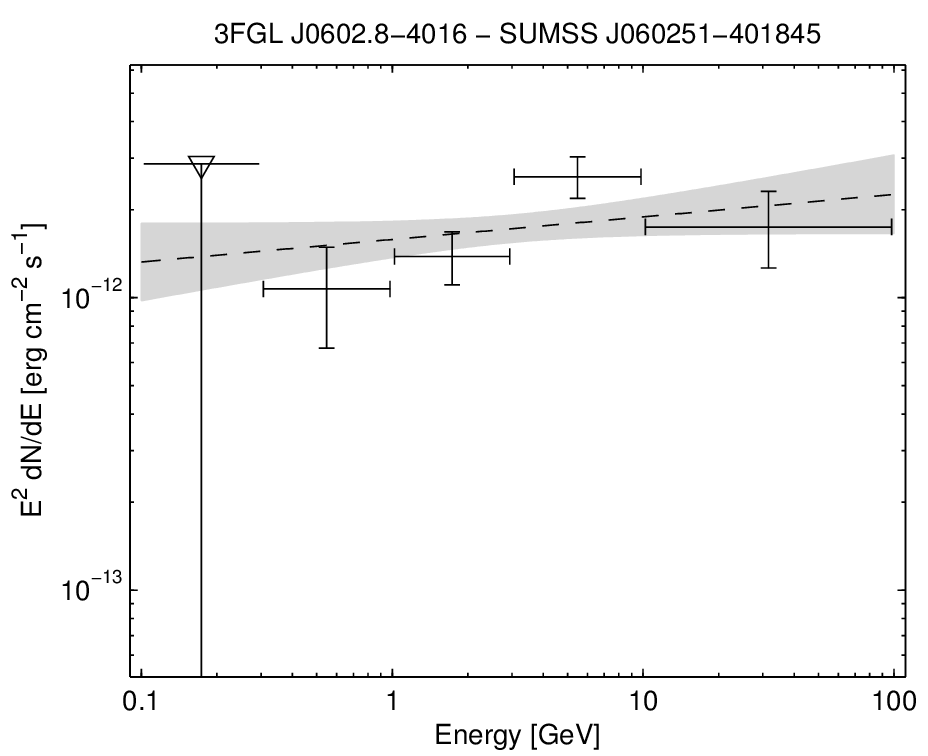 3FGL J0602.8−4016 − SUMSS J060251−401845
E² dN/dE [erg cm⁻² s⁻¹]
10⁻¹²
10⁻¹³
0.1 1 10 100
Energy [GeV]